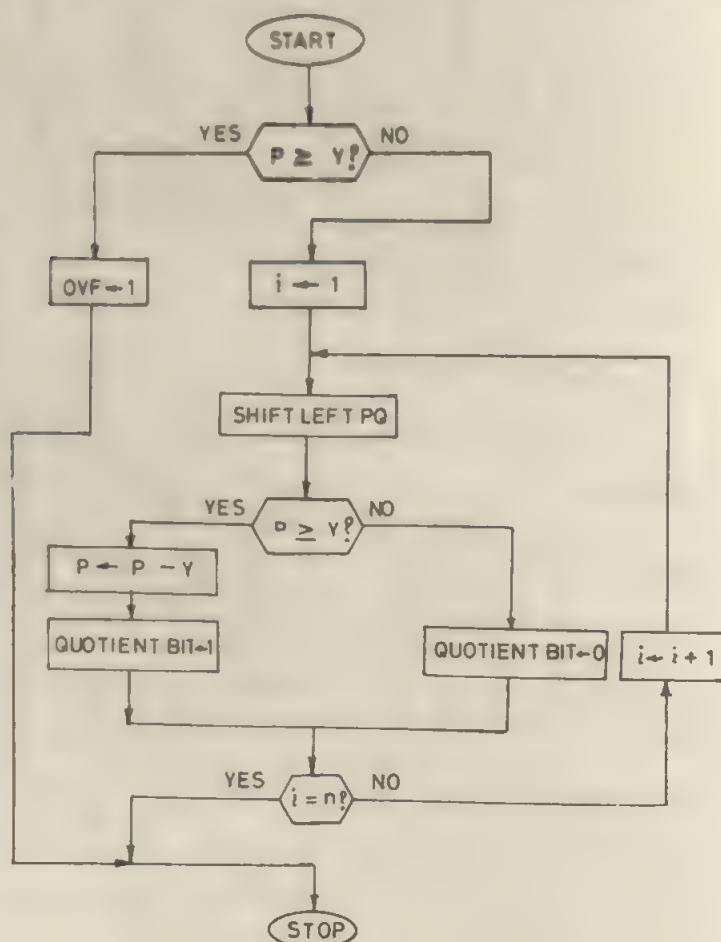 START
YES
NO
P ≥ Y?
OVF ← 1
i ← 1
SHIFT LEFT PQ
YES
NO
P ≥ Y?
P ← P - Y
QUOTIENT BIT←1
QUOTIENT BIT←0
i ← i + 1
YES
NO
i = n?
STOP